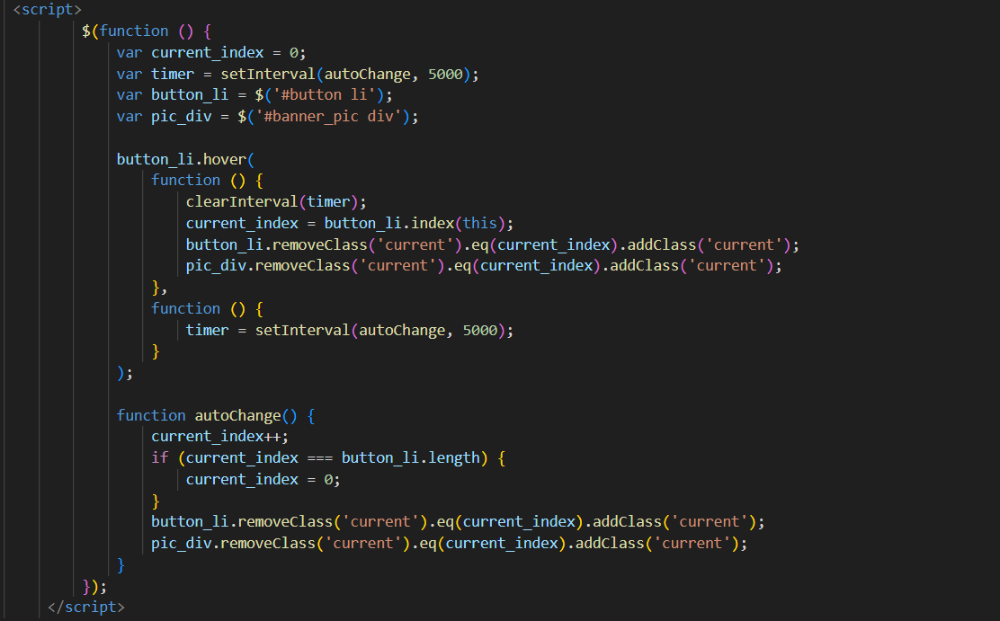 <script>
$(function () {
var current_index = 0;
var timer = setInterval(autoChange, 5000);
var button_li = $('#button li');
var pic_div = $('#banner_pic div');
button_li.hover(
function () {
clearInterval(timer);
current_index = button_li.index(this);
button_li.removeClass('current').eq(current_index).addClass('current');
pic_div.removeClass('current').eq(current_index).addClass('current');
},
function () {
timer = setInterval(autoChange, 5000);
}
);
function autoChange() {
current_index++;
if (current_index === button_li.length) {
current_index = 0;
}
button_li.removeClass('current').eq(current_index).addClass('current');
pic_div.removeClass('current').eq(current_index).addClass('current');
}
});
</script>